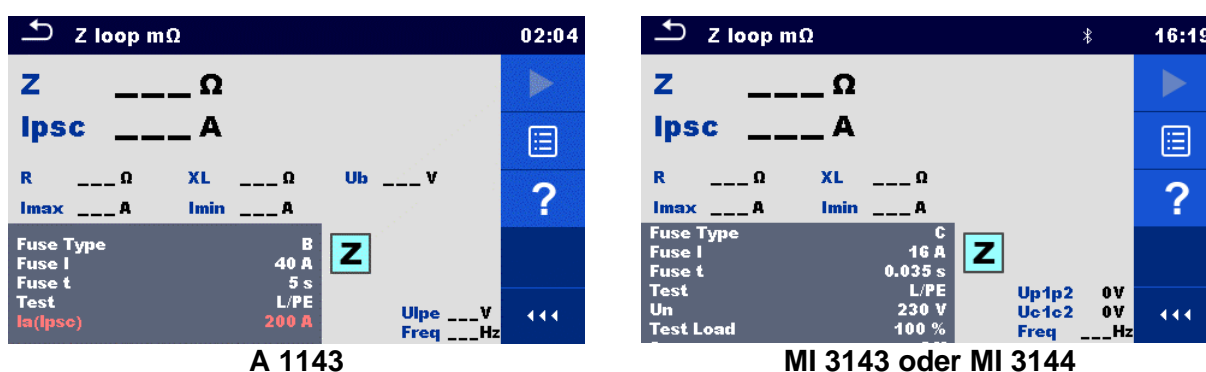 Z loop mΩ 02:04
Z ___ Ω
Ipsc ___ A
R ___ Ω XL ___ Ω Ub ___ V
Imax ___ A Imin ___ A
Fuse Type B
Fuse I 40 A
Fuse t 5 s
Test L/PE
Ia(Ipsc) 200 A
Z
Ulpe ___V
Freq ___Hz
?
A 1143
Z loop mΩ 16:19
Z ___ Ω
Ipsc ___ A
R ___ Ω XL ___ Ω
Imax ___ A Imin ___ A
Fuse Type C
Fuse I 16 A
Fuse t 0.035 s
Test L/PE
Un 230 V
Test Load 100 %
Z
Up1p2 0V
Uc1c2 0V
Freq ___Hz
?
MI 3143 oder MI 3144